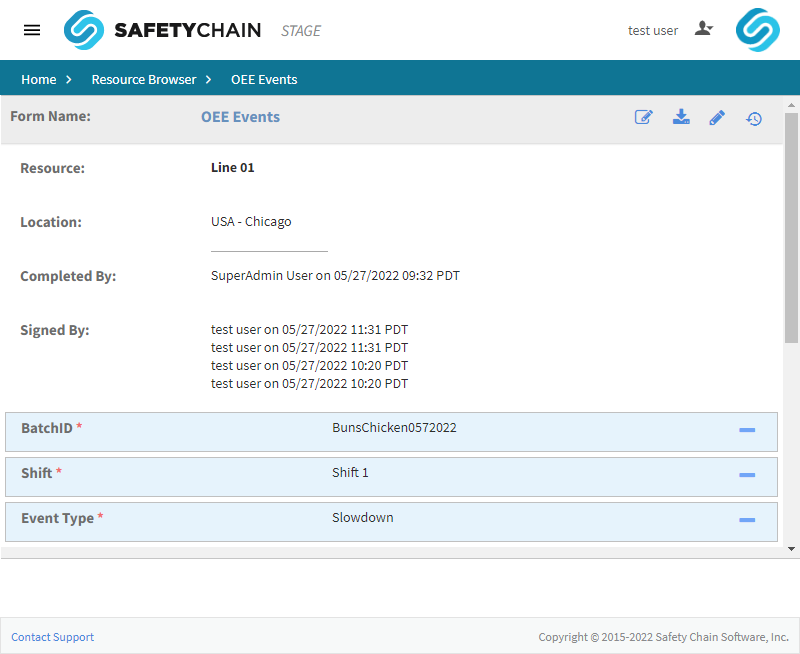 SAFETYCHAIN STAGE test user
Home > Resource Browser > OEE Events
Form Name: OEE Events
Resource: Line 01
Location: USA - Chicago
Completed By: SuperAdmin User on 05/27/2022 09:32 PDT
Signed By: test user on 05/27/2022 11:31 PDT
test user on 05/27/2022 11:31 PDT
test user on 05/27/2022 10:20 PDT
test user on 05/27/2022 10:20 PDT
BatchID * BunsChicken0572022
Shift * Shift 1
Event Type * Slowdown
Contact Support Copyright © 2015-2022 Safety Chain Software, Inc.